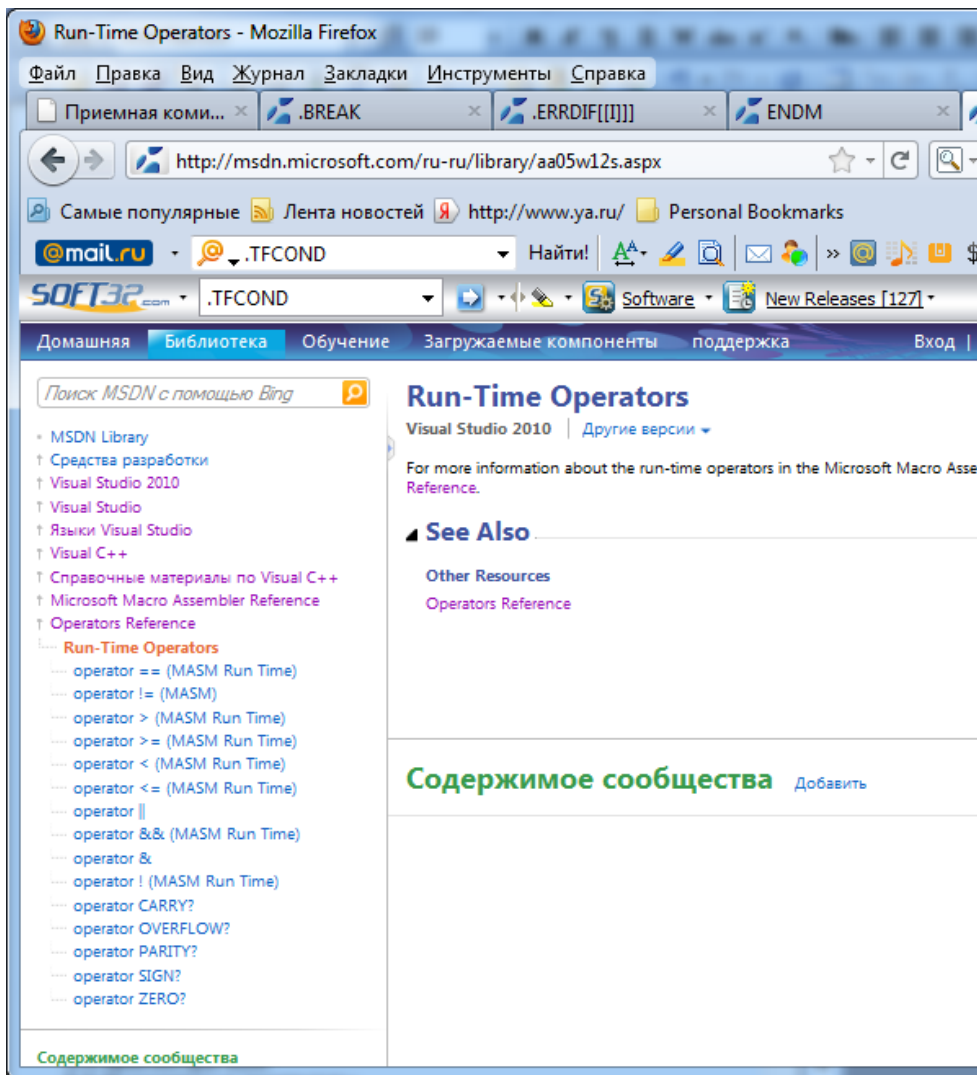 Run-Time Operators - Mozilla Firefox
Файл Правка Вид Журнал Закладки Инструменты Справка
Приемная коми... .BREAK .ERRDIF[[I]]] ENDM
http://msdn.microsoft.com/ru-ru/library/aa05w12s.aspx
Самые популярные Лента новостей http://www.ya.ru/ Personal Bookmarks
@mail.ru .TFCOND Найти! »
SOFT32.com .TFCOND Software New Releases [127]
Домашняя Библиотека Обучение Загружаемые компоненты поддержка Вход |
Поиск MSDN с помощью Bing
MSDN Library
Средства разработки
Visual Studio 2010
Visual Studio
Языки Visual Studio
Visual C++
Справочные материалы по Visual C++
Microsoft Macro Assembler Reference
Operators Reference
Run-Time Operators
operator == (MASM Run Time)
operator != (MASM)
operator > (MASM Run Time)
operator >= (MASM Run Time)
operator < (MASM Run Time)
operator <= (MASM Run Time)
operator ||
operator && (MASM Run Time)
operator &
operator ! (MASM Run Time)
operator CARRY?
operator OVERFLOW?
operator PARITY?
operator SIGN?
operator ZERO?
Содержимое сообщества
Run-Time Operators
Visual Studio 2010 | Другие версии
For more information about the run-time operators in the Microsoft Macro Asse
Reference.
See Also
Other Resources
Operators Reference
Содержимое сообщества Добавить